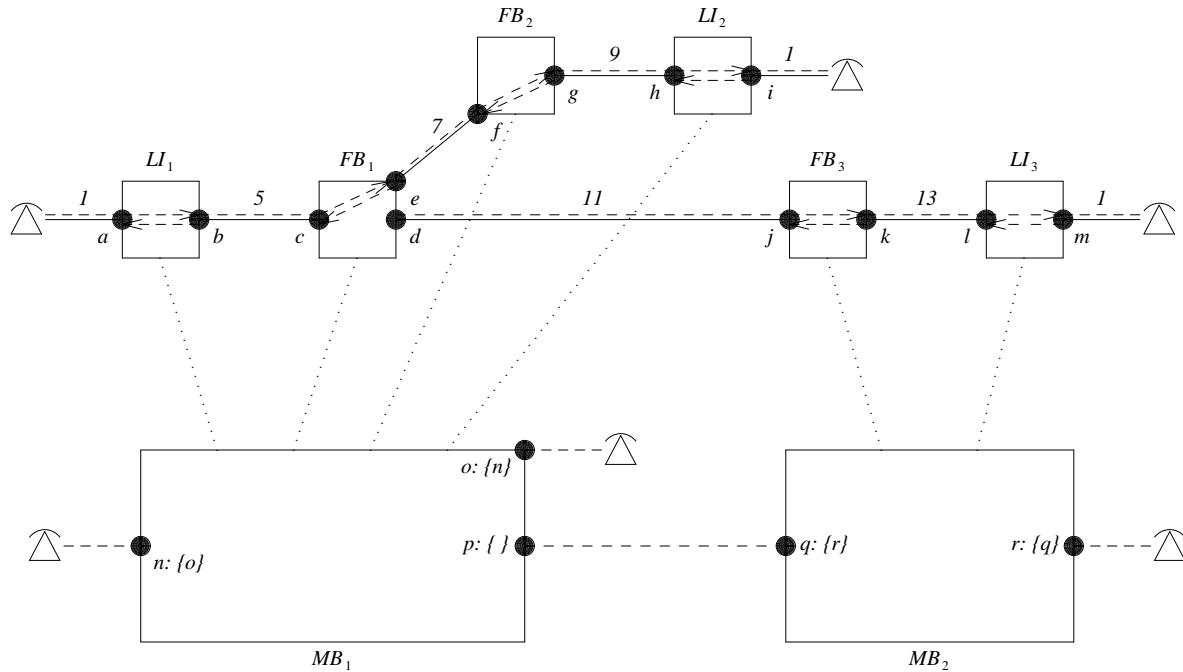 FB2 LI2
9 1
g h i
7 f
LI1 FB1 FB3 LI3
1 5 e 11 13 1
a b c d j k l m
o: {n}
n: {o} p: { } q: {r} r: {q}
MB1 MB2